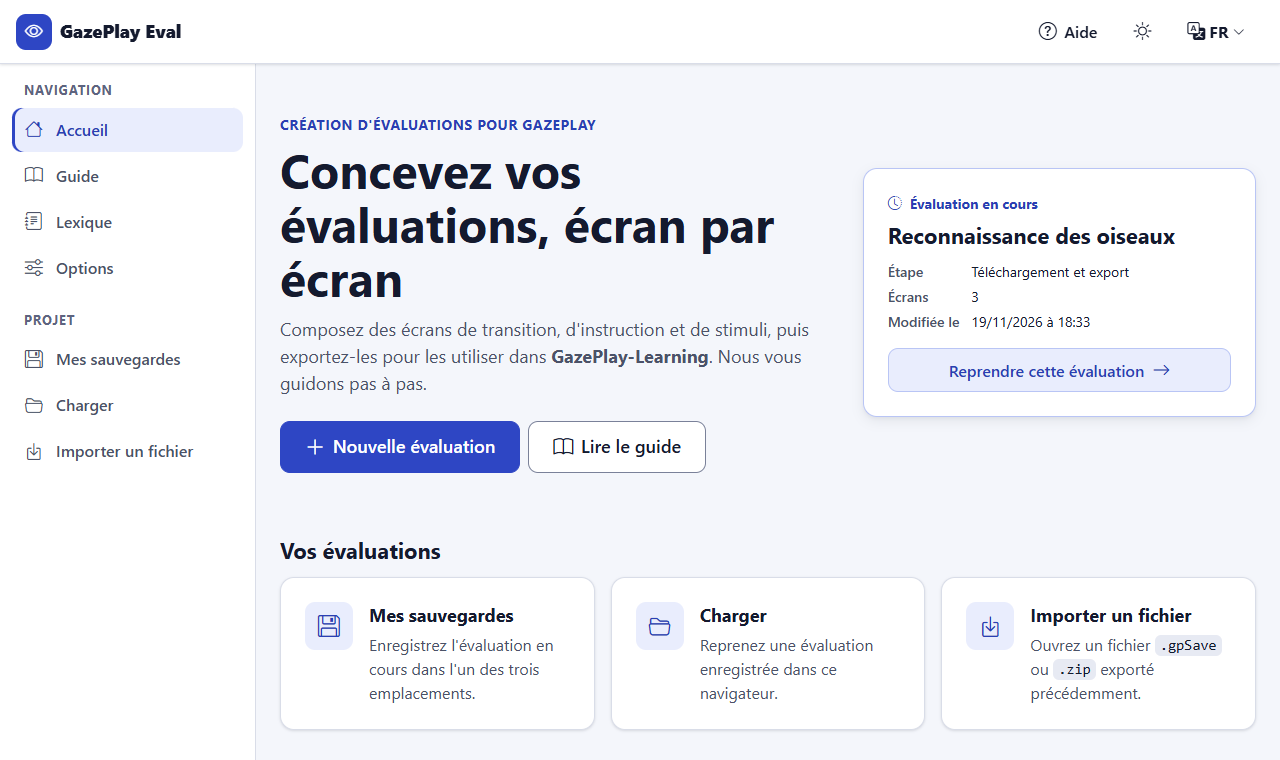 GazePlay Eval
Aide
FR
NAVIGATION
Accueil
Guide
Lexique
Options
PROJET
Mes sauvegardes
Charger
Importer un fichier
CRÉATION D'ÉVALUATIONS POUR GAZEPLAY
Concevez vos
évaluations, écran par
écran
Composez des écrans de transition, d'instruction et de stimuli, puis
exportez-les pour les utiliser dans GazePlay-Learning. Nous vous
guidons pas à pas.
Nouvelle évaluation
Lire le guide
Évaluation en cours
Reconnaissance des oiseaux
Étape Téléchargement et export
Écrans 3
Modifiée le 19/11/2026 à 18:33
Reprendre cette évaluation
Vos évaluations
Mes sauvegardes
Enregistrez l'évaluation en
cours dans l'un des trois
emplacements.
Charger
Reprenez une évaluation
enregistrée dans ce
navigateur.
Importer un fichier
Ouvrez un fichier .gpSave
ou .zip exporté
précédemment.